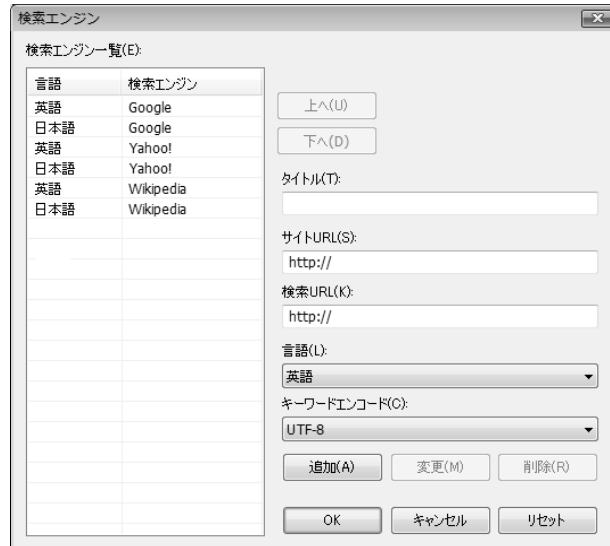 検索エンジン
検索エンジン一覧(E):
言語 検索エンジン
英語 Google
日本語 Google
英語 Yahoo!
日本語 Yahoo!
英語 Wikipedia
日本語 Wikipedia
上へ(U)
下へ(D)
タイトル(T):
サイトURL(S):
http://
検索URL(K):
http://
言語(L):
英語
キーワードエンコード(C):
UTF-8
追加(A) 変更(M) 削除(R)
OK キャンセル リセット